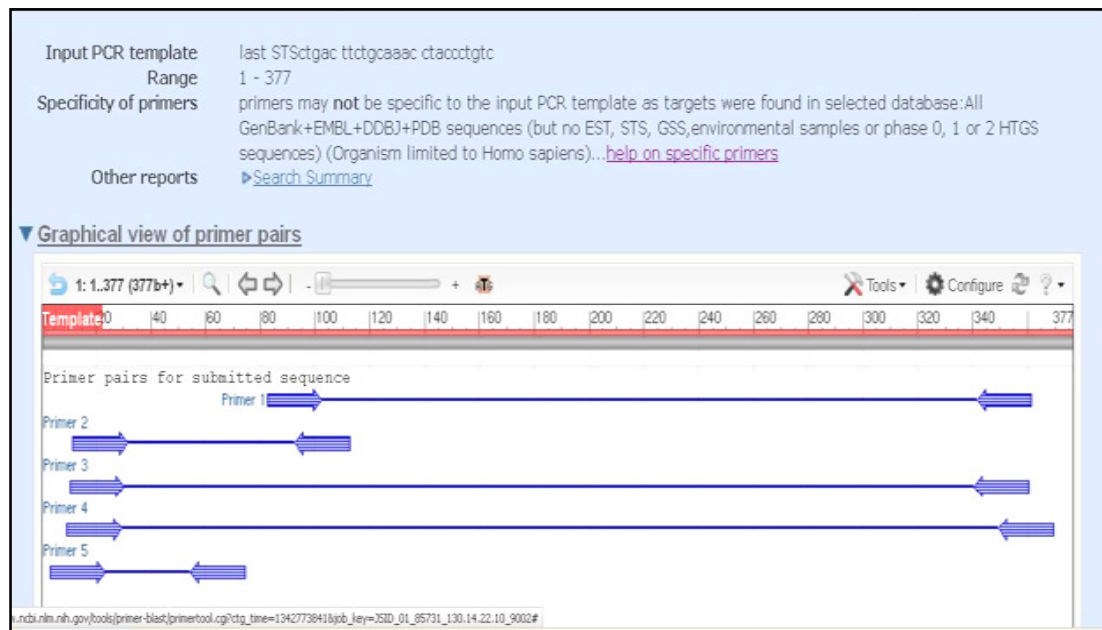 Input PCR template last STSctgac ttctgcaaac ctaccctgtc
Range 1 - 377
Specificity of primers primers may not be specific to the input PCR template as targets were found in selected database:All
GenBank+EMBL+DDBJ+PDB sequences (but no EST, STS, GSS,environmental samples or phase 0, 1 or 2 HTGS
sequences) (Organism limited to Homo sapiens)...help on specific primers
Other reports Search Summary
Graphical view of primer pairs
1: 1..377 (377b+) - + ATG Tools Configure ?
Template 0 40 60 80 100 120 140 160 180 200 220 240 260 280 300 320 340 377
Primer pairs for submitted sequence
Primer 1
Primer 2
Primer 3
Primer 4
Primer 5
.ncbi.nlm.nih.gov/tools/primer-blast/primertool.cgi?ctg_time=1342773841&job_key=JSID_01_85731_130.14.22.10_9002#